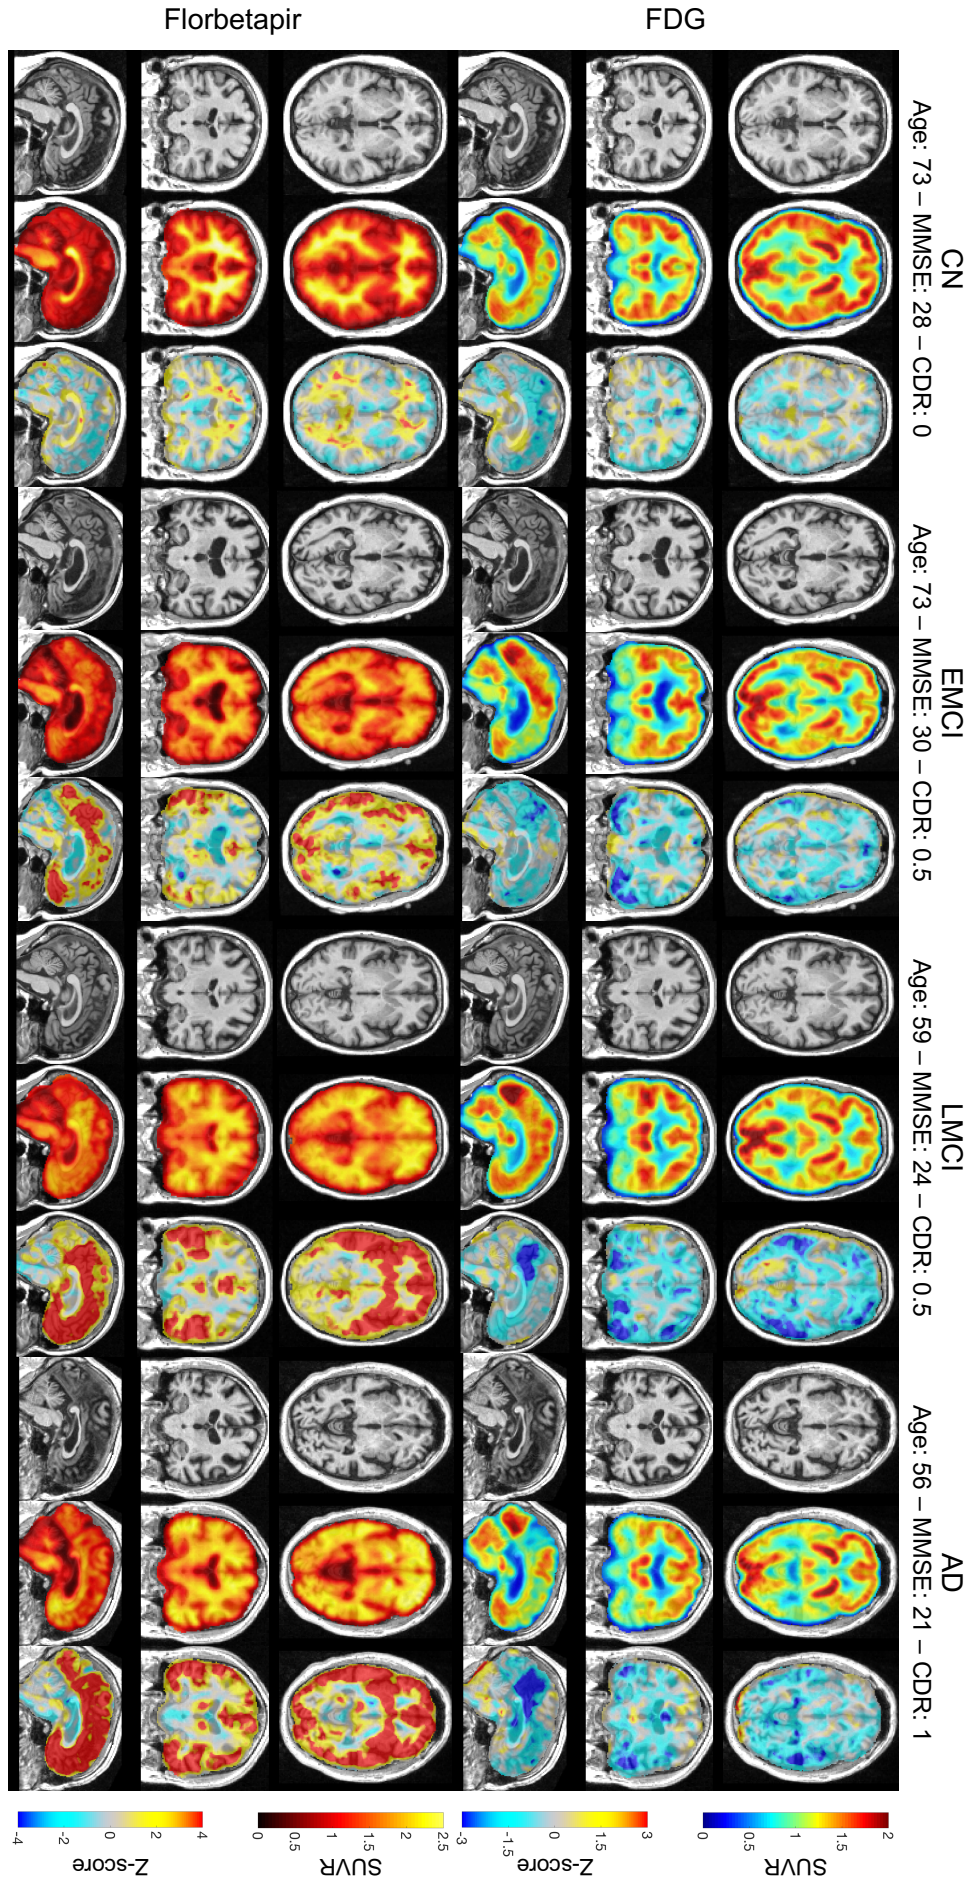 Florbetapir
FDG
CN
Age: 73 – MMSE: 28 – CDR: 0
EMCI
Age: 73 – MMSE: 30 – CDR: 0.5
LMCI
Age: 59 – MMSE: 24 – CDR: 0.5
AD
Age: 56 – MMSE: 21 – CDR: 1
-4 -2 0 2 4
Z-score
0 0.5 1 1.5 2 2.5
SUVR
-3 -1.5 0 1.5 3
Z-score
0 0.5 1 1.5 2
SUVR